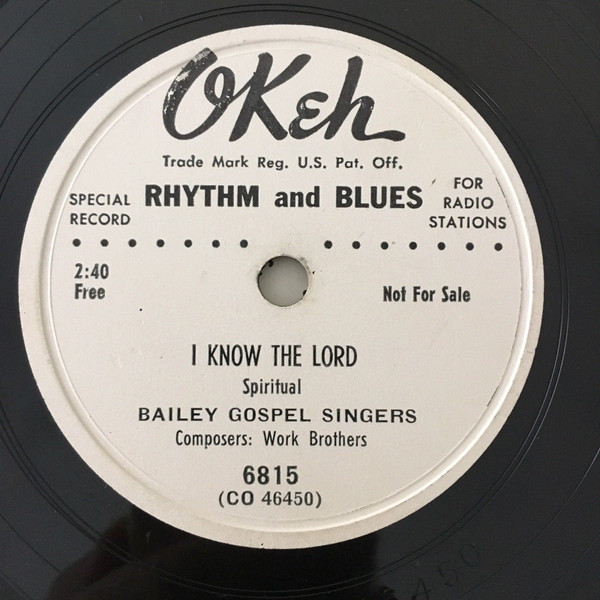 OKeh
Trade Mark Reg. U.S. Pat. Off.
SPECIAL RECORD
RHYTHM and BLUES
FOR RADIO STATIONS
2:40
Free
Not For Sale
I KNOW THE LORD
Spiritual
BAILEY GOSPEL SINGERS
Composers: Work Brothers
6815
(CO 46450)